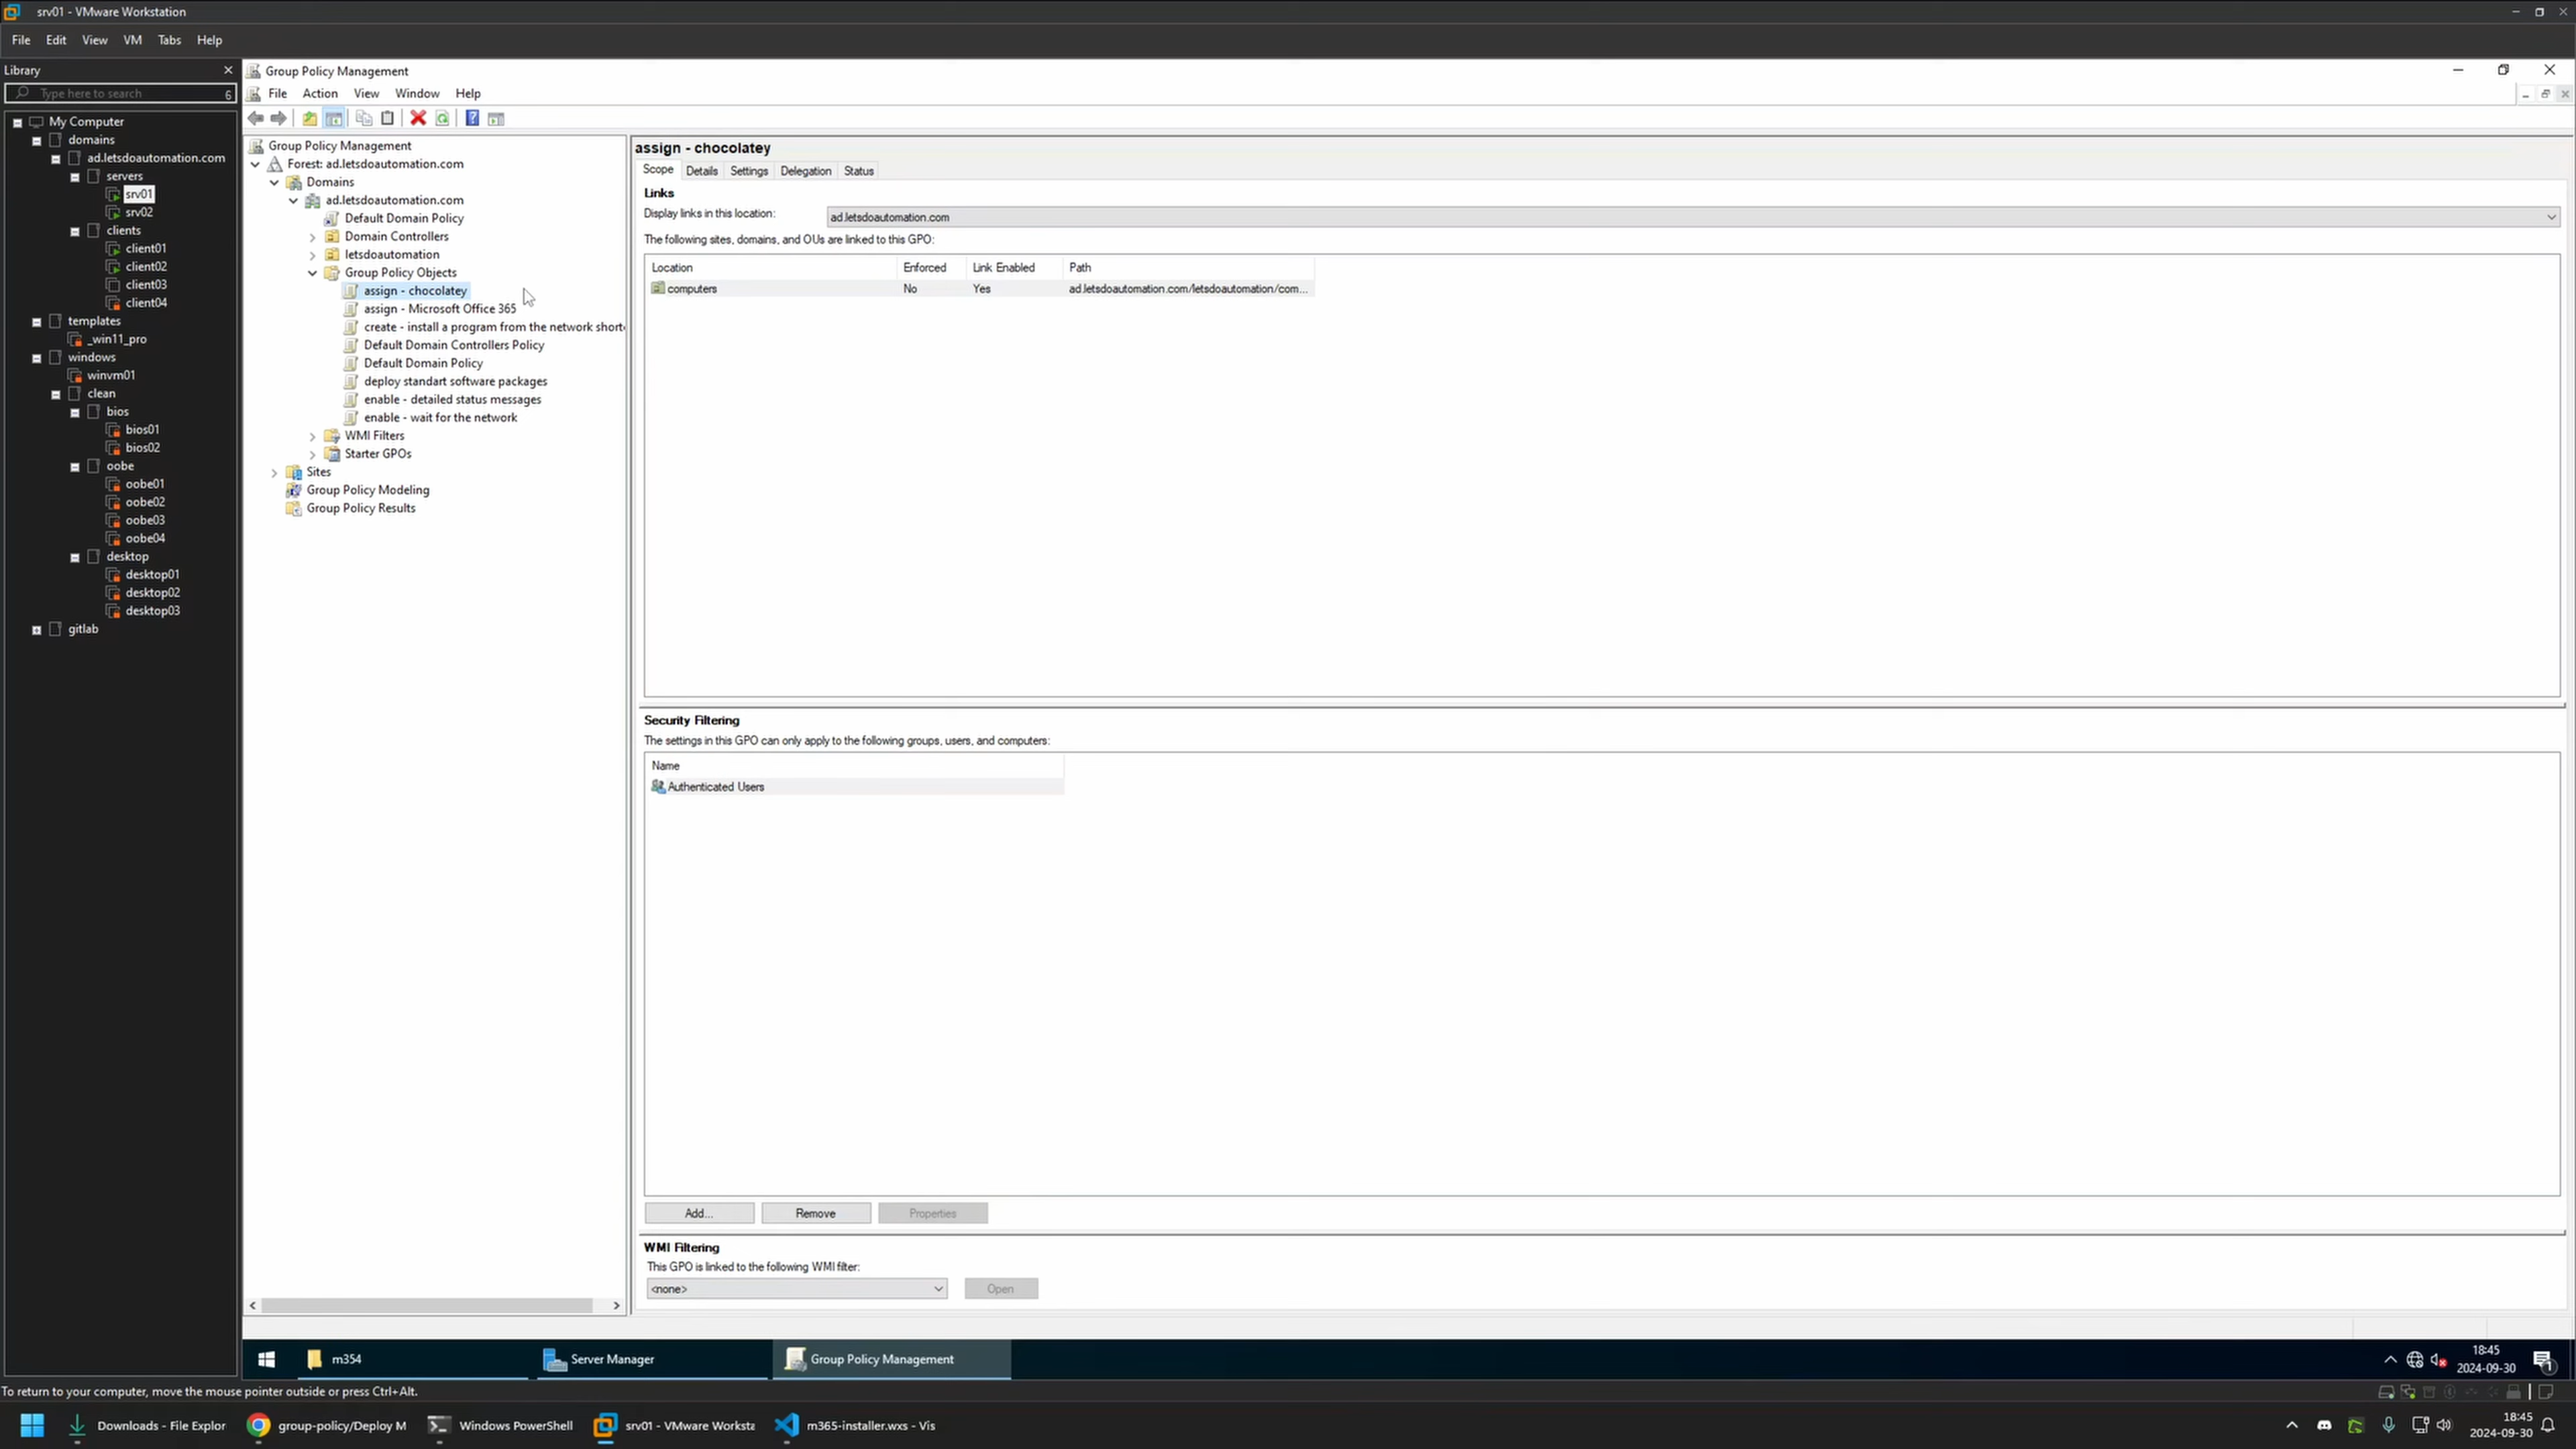 srv01 - VMware Workstation
File Edit View VM Tabs Help
Library
Type here to search 6
My Computer
domains
ad.letsdoautomation.com
servers
srv01
srv02
clients
client01
client02
client03
client04
templates
_win11_pro
windows
winvm01
clean
bios
bios01
bios02
oobe
oobe01
oobe02
oobe03
oobe04
desktop
desktop01
desktop02
desktop03
gitlab
Group Policy Management
File Action View Window Help
Group Policy Management
Forest: ad.letsdoautomation.com
Domains
ad.letsdoautomation.com
Default Domain Policy
Domain Controllers
letsdoautomation
Group Policy Objects
assign - chocolatey
assign - Microsoft Office 365
create - install a program from the network short
Default Domain Controllers Policy
Default Domain Policy
deploy standart software packages
enable - detailed status messages
enable - wait for the network
WMI Filters
Starter GPOs
Sites
Group Policy Modeling
Group Policy Results
assign - chocolatey
Scope Details Settings Delegation Status
Links
Display links in this location: ad.letsdoautomation.com
The following sites, domains, and OUs are linked to this GPO:
Location Enforced Link Enabled Path
computers No Yes ad.letsdoautomation.com/letsdoautomation/com...
Security Filtering
The settings in this GPO can only apply to the following groups, users, and computers:
Name
Authenticated Users
Add... Remove Properties
WMI Filtering
This GPO is linked to the following WMI filter:
<none> Open
m354 Server Manager Group Policy Management
18:45
2024-09-30
1
To return to your computer, move the mouse pointer outside or press Ctrl+Alt.
Downloads - File Explor group-policy/Deploy M Windows PowerShell srv01 - VMware Worksta m365-installer.wxs - Vis
18:45
2024-09-30